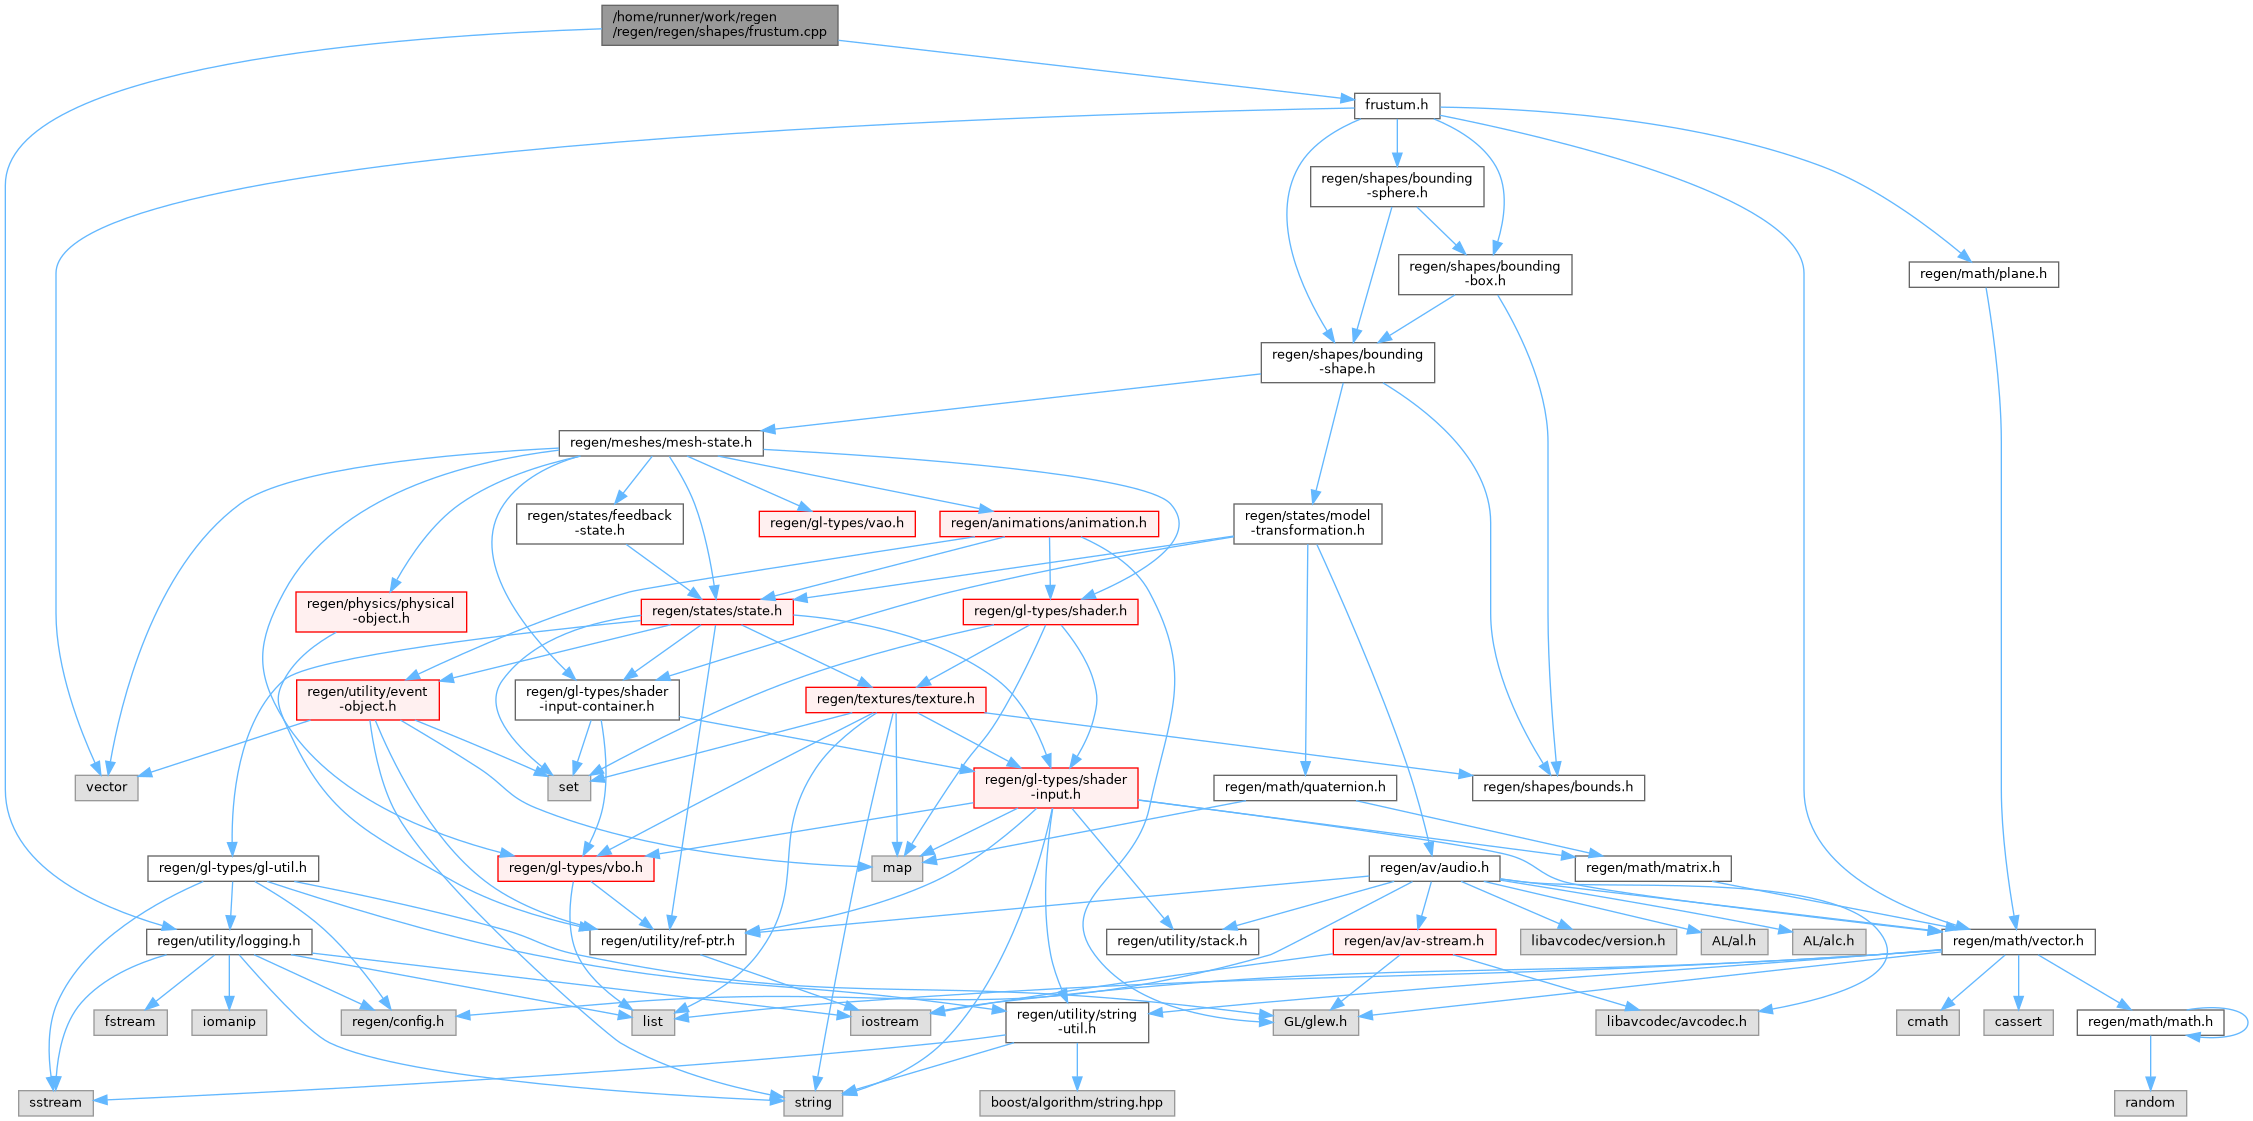 /home/runner/work/regen
/regen/regen/shapes/frustum.cpp
frustum.h
regen/shapes/bounding
-sphere.h
regen/shapes/bounding
-box.h
regen/math/plane.h
regen/shapes/bounding
-shape.h
regen/meshes/mesh-state.h
regen/states/feedback
-state.h
regen/gl-types/vao.h
regen/animations/animation.h
regen/states/model
-transformation.h
regen/physics/physical
-object.h
regen/states/state.h
regen/gl-types/shader.h
regen/utility/event
-object.h
regen/gl-types/shader
-input-container.h
regen/textures/texture.h
vector
set
regen/gl-types/shader
-input.h
regen/math/quaternion.h
regen/shapes/bounds.h
regen/gl-types/gl-util.h
regen/gl-types/vbo.h
map
regen/av/audio.h
regen/math/matrix.h
regen/utility/logging.h
regen/utility/ref-ptr.h
regen/utility/stack.h
regen/av/av-stream.h
libavcodec/version.h
AL/al.h
AL/alc.h
regen/math/vector.h
fstream
iomanip
regen/config.h
list
iostream
regen/utility/string
-util.h
GL/glew.h
libavcodec/avcodec.h
cmath
cassert
regen/math/math.h
sstream
string
boost/algorithm/string.hpp
random